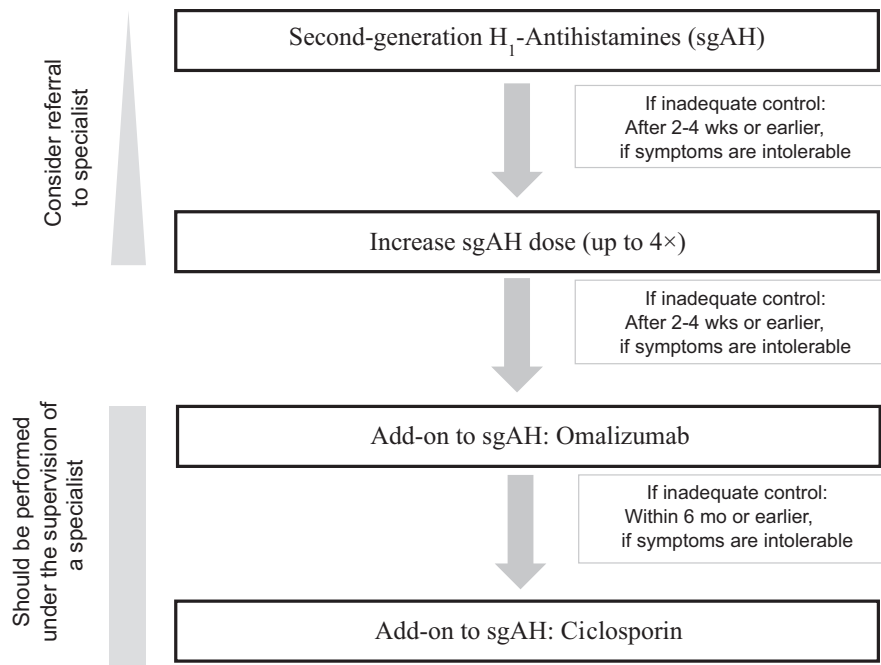 Second-generation H₁-Antihistamines (sgAH)
Consider referral
to specialist
If inadequate control:
After 2-4 wks or earlier,
if symptoms are intolerable
Increase sgAH dose (up to 4×)
If inadequate control:
After 2-4 wks or earlier,
if symptoms are intolerable
Should be performed
under the supervision of
a specialist
Add-on to sgAH: Omalizumab
If inadequate control:
Within 6 mo or earlier,
if symptoms are intolerable
Add-on to sgAH: Ciclosporin